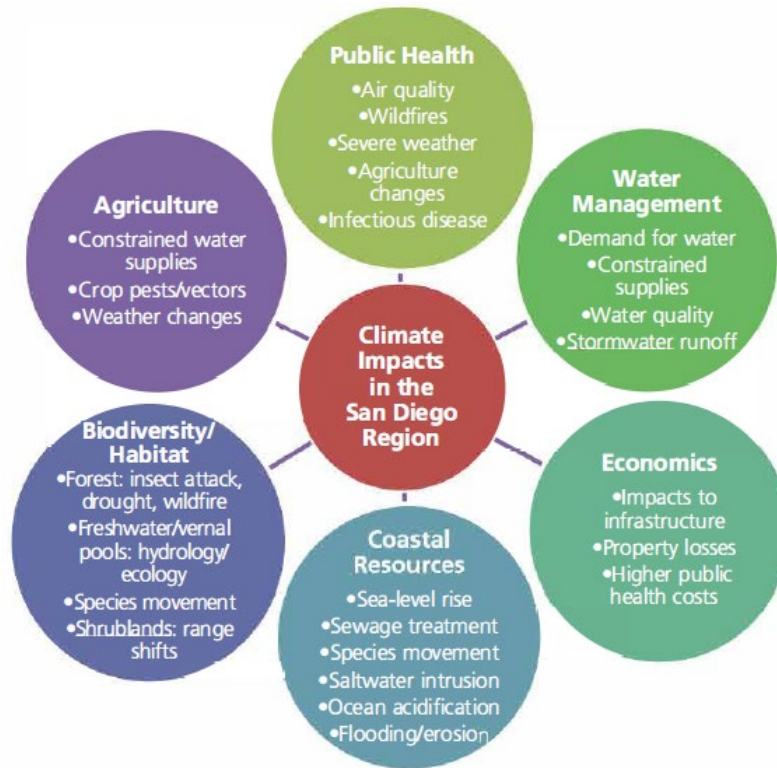 Public Health
•Air quality
•Wildfires
•Severe weather
•Agriculture
changes
•Infectious disease
Water
Management
•Demand for water
•Constrained
supplies
•Water quality
•Stormwater runoff
Economics
•Impacts to
infrastructure
•Property losses
•Higher public
health costs
Coastal
Resources
•Sea-level rise
•Sewage treatment
•Species movement
•Saltwater intrusion
•Ocean acidification
•Flooding/erosion
Biodiversity/
Habitat
•Forest: insect attack,
drought, wildfire
•Freshwater/vernal
pools: hydrology/
ecology
•Species movement
•Shrublands: range
shifts
Agriculture
•Constrained water
supplies
•Crop pests/vectors
•Weather changes
Climate
Impacts
in the
San Diego
Region